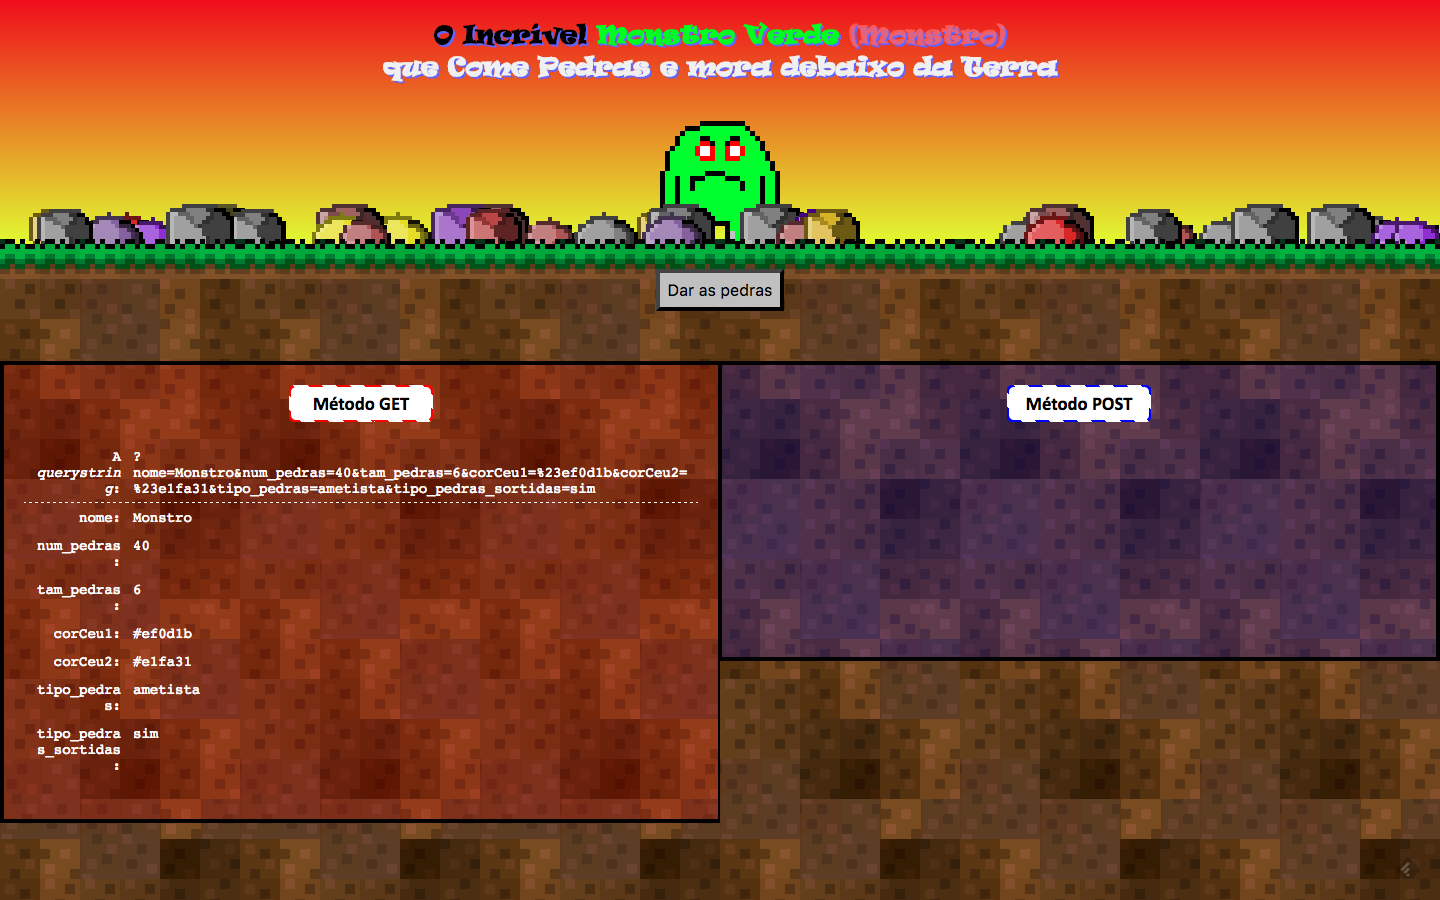 O Incrível Monstro Verde (Monstro)
que Come Pedras e mora debaixo da Terra
Dar as pedras
Método GET
A querystring:
?nome=Monstro&num_pedras=40&tam_pedras=6&corCeu1=%23ef0d1b&corCeu2=%23e1fa31&tipo_pedras=ametista&tipo_pedras_sortidas=sim
nome: Monstro
num_pedras: 40
tam_pedras: 6
corCeu1: #ef0d1b
corCeu2: #e1fa31
tipo_pedras: ametista
tipo_pedras_sortidas: sim
Método POST